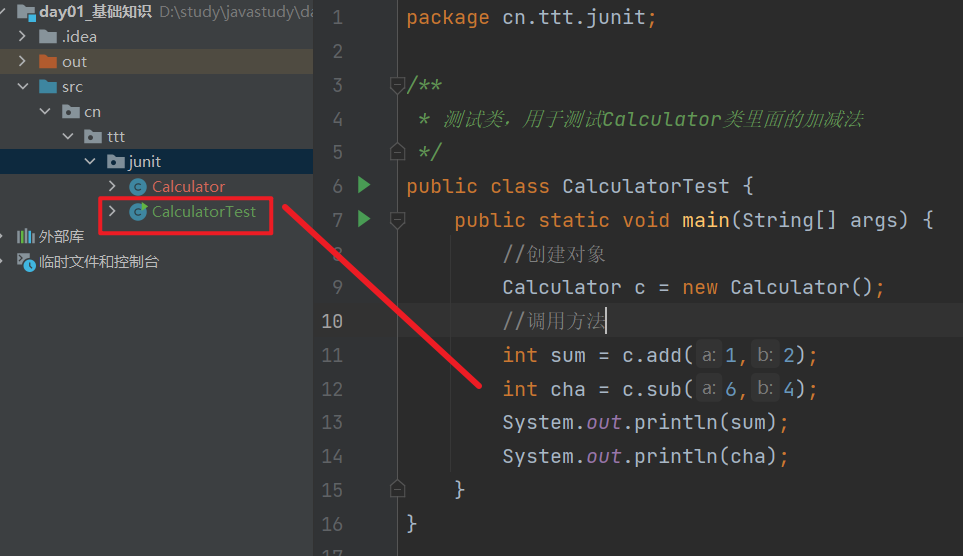 day01_基础知识 D:\study\javastudy\da
.idea
out
src
cn
ttt
junit
Calculator
CalculatorTest
外部库
临时文件和控制台
1 package cn.ttt.junit;
2
3 /**
4 * 测试类，用于测试Calculator类里面的加减法
5 */
6 public class CalculatorTest {
7 public static void main(String[] args) {
8 //创建对象
9 Calculator c = new Calculator();
10 //调用方法
11 int sum = c.add( a: 1, b: 2);
12 int cha = c.sub( a: 6, b: 4);
13 System.out.println(sum);
14 System.out.println(cha);
15 }
16 }
17